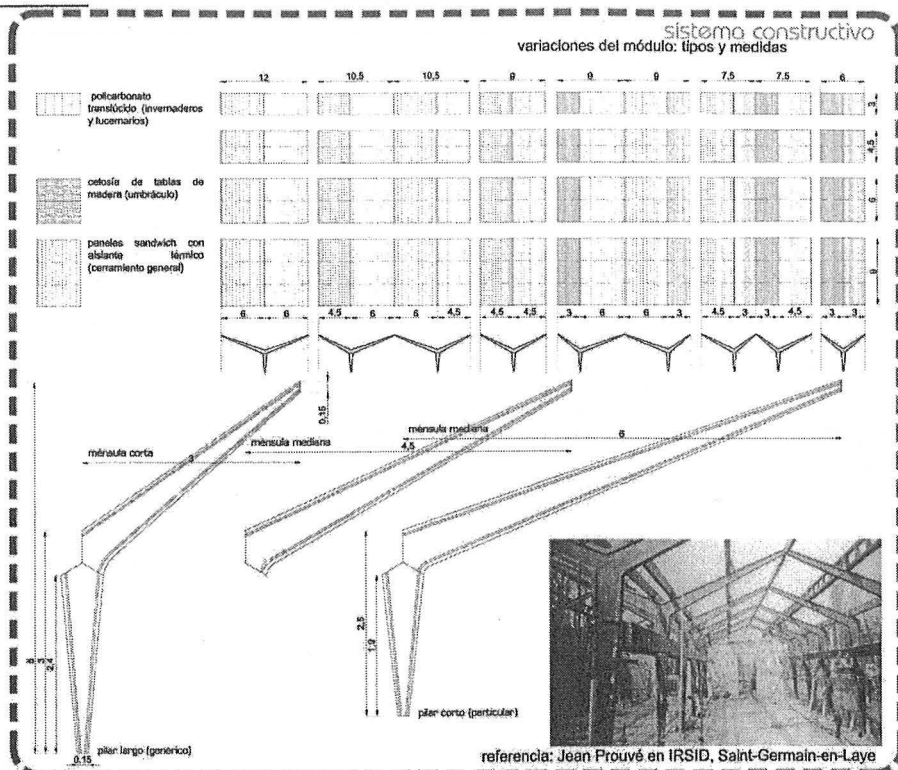 sistema constructivo
variaciones del módulo: tipos y medidas
12 10,5 10,5 9 9 9 7,5 7,5 6
policarbonato
translúcido (invernaderos
y lucernarios)
3
4,5
celosía de tablas de
madera (umbráculo)
6
paneles sandwich con
aislante térmico
(cerramiento general)
9
6 6 4,5 6 6 4,5 4,5 4,5 3 6 6 3 4,5 3 3 4,5 3 3
0,15
ménsula corta
3
ménsula mediana
4,5
ménsula mediana
6
3
2,4
2,5
1,9
pilar corto (particular)
pilar largo (genérico)
0,15
referencia: Jean Prouvé en IRSID, Saint-Germain-en-Laye